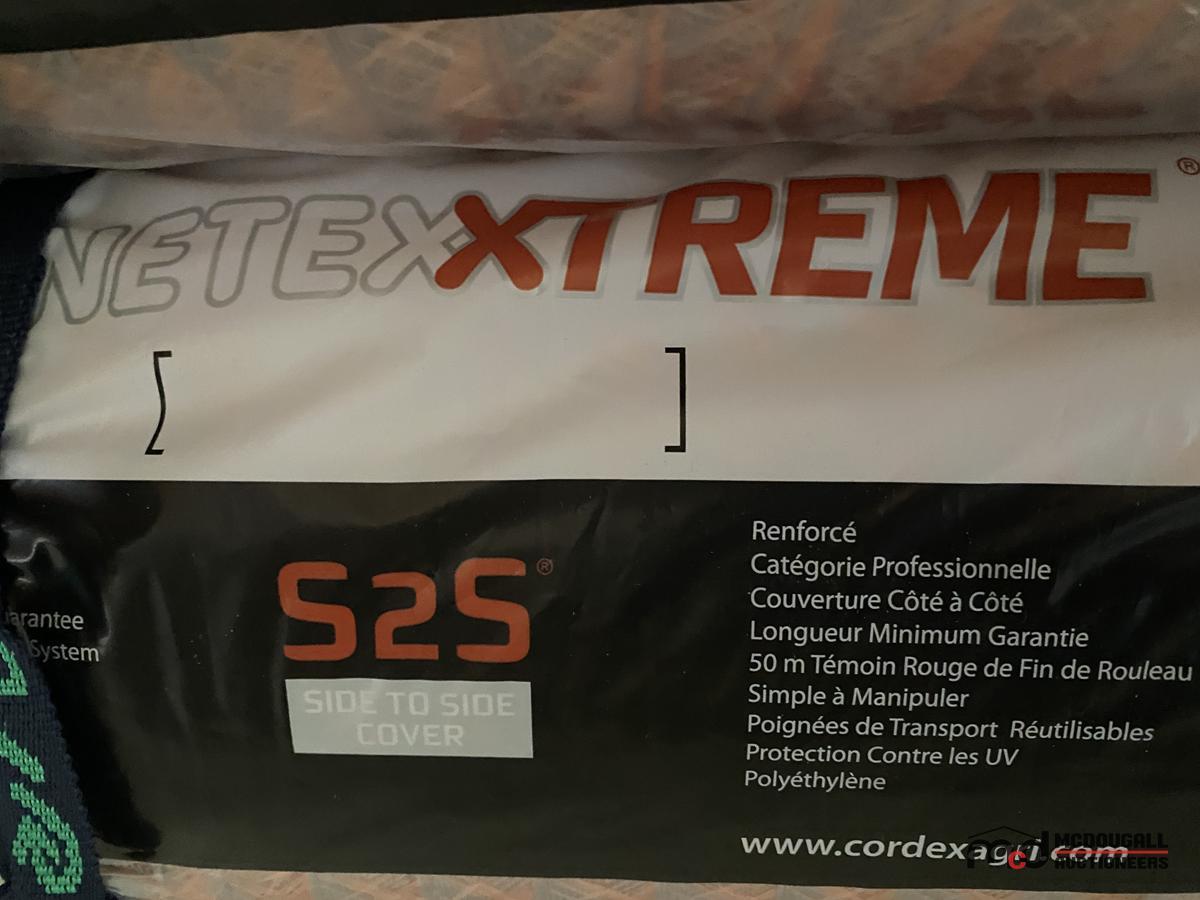 NETEXXTREME®
[ ]
S2S®
SIDE TO SIDE
COVER
System
Renforcé
Catégorie Professionnelle
Couverture Côté à Côté
Longueur Minimum Garantie
50 m Témoin Rouge de Fin de Rouleau
Simple à Manipuler
Poignées de Transport Réutilisables
Protection Contre les UV
Polyéthylène
www.cordexagri.com
MCDOUGALL
AUCTIONEERS